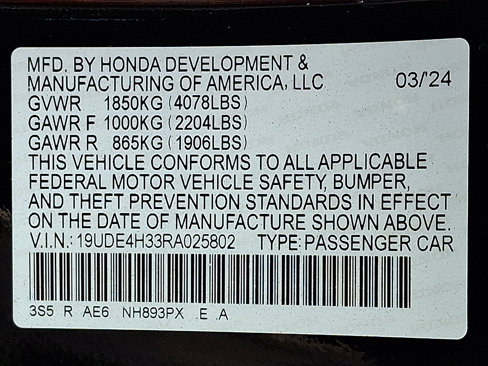 MFD. BY HONDA DEVELOPMENT &
MANUFACTURING OF AMERICA, LLC 03/'24
GVWR 1850KG (4078LBS)
GAWR F 1000KG (2204LBS)
GAWR R 865KG (1906LBS)
THIS VEHICLE CONFORMS TO ALL APPLICABLE
FEDERAL MOTOR VEHICLE SAFETY, BUMPER,
AND THEFT PREVENTION STANDARDS IN EFFECT
ON THE DATE OF MANUFACTURE SHOWN ABOVE.
V.I.N.: 19UDE4H33RA025802 TYPE: PASSENGER CAR
3S5 R AE6 NH893PX .E .A